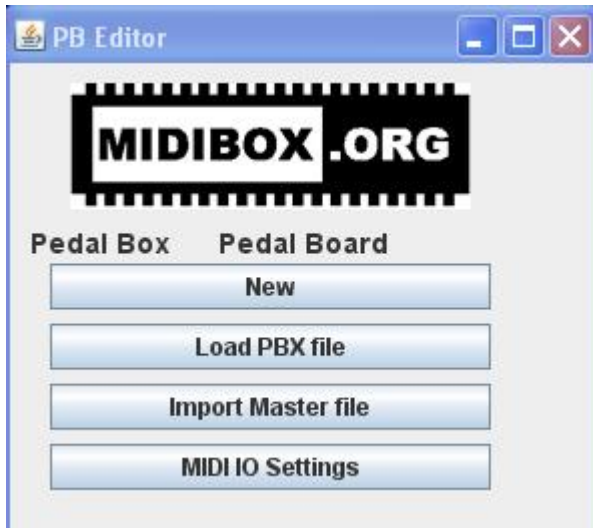 PB Editor
MIDIBOX.ORG
Pedal Box Pedal Board
New
Load PBX file
Import Master file
MIDI IO Settings